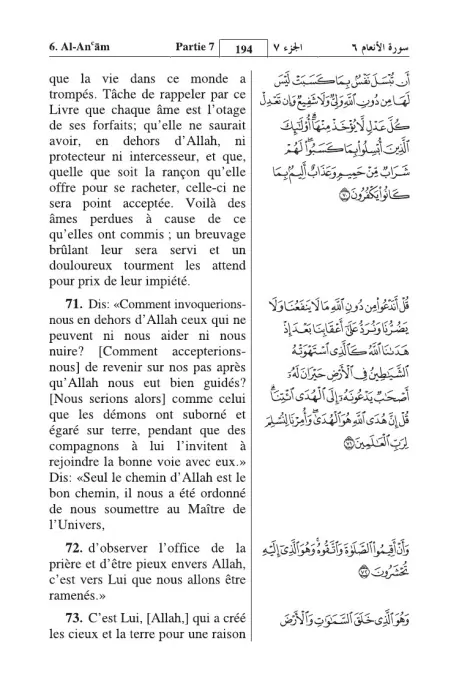 6. Al-Anᶜām Partie 7 194 الجزء ٧ سورة الأنعام ٦
que la vie dans ce monde a
trompés. Tâche de rappeler par ce
Livre que chaque âme est l'otage
de ses forfaits; qu'elle ne saurait
avoir, en dehors d'Allah, ni
protecteur ni intercesseur, et que,
quelle que soit la rançon qu'elle
offre pour se racheter, celle-ci ne
sera point acceptée. Voilà des
âmes perdues à cause de ce
qu'elles ont commis ; un breuvage
brûlant leur sera servi et un
douloureux tourment les attend
pour prix de leur impiété.
71. Dis: «Comment invoquerions-
nous en dehors d'Allah ceux qui ne
peuvent ni nous aider ni nous
nuire? [Comment accepterions-
nous] de revenir sur nos pas après
qu'Allah nous eut bien guidés?
[Nous serions alors] comme celui
que les démons ont suborné et
égaré sur terre, pendant que des
compagnons à lui l'invitent à
rejoindre la bonne voie avec eux.»
Dis: «Seul le chemin d'Allah est le
bon chemin, il nous a été ordonné
de nous soumettre au Maître de
l'Univers,
72. d'observer l'office de la
prière et d'être pieux envers Allah,
c'est vers Lui que nous allons être
ramenés.»
73. C'est Lui, [Allah,] qui a créé
les cieux et la terre pour une raison
أَن تُبْسَلَ نَفْسٌ بِمَا كَسَبَتْ لَيْسَ
لَهَا مِن دُونِ ٱللَّهِ وَلِيٌّ وَلَا شَفِيعٌ وَإِن تَعْدِلْ
كُلَّ عَدْلٍ لَّا يُؤْخَذْ مِنْهَآ أُو۟لَٰٓئِكَ
ٱلَّذِينَ أُبْسِلُوا۟ بِمَا كَسَبُوا۟ لَهُمْ
شَرَابٌ مِّنْ حَمِيمٍ وَعَذَابٌ أَلِيمٌۢ بِمَا
كَانُوا۟ يَكْفُرُونَ ٧٠
قُلْ أَنَدْعُوا۟ مِن دُونِ ٱللَّهِ مَا لَا يَنفَعُنَا وَلَا
يَضُرُّنَا وَنُرَدُّ عَلَىٰٓ أَعْقَابِنَا بَعْدَ إِذْ
هَدَىٰنَا ٱللَّهُ كَٱلَّذِى ٱسْتَهْوَتْهُ
ٱلشَّيَٰطِينُ فِى ٱلْأَرْضِ حَيْرَانَ لَهُۥٓ
أَصْحَٰبٌ يَدْعُونَهُۥٓ إِلَى ٱلْهُدَى ٱئْتِنَا
قُلْ إِنَّ هُدَى ٱللَّهِ هُوَ ٱلْهُدَىٰ وَأُمِرْنَا لِنُسْلِمَ
لِرَبِّ ٱلْعَٰلَمِينَ ٧١
وَأَنْ أَقِيمُوا۟ ٱلصَّلَوٰةَ وَٱتَّقُوهُ وَهُوَ ٱلَّذِىٓ إِلَيْهِ
تُحْشَرُونَ ٧٢
وَهُوَ ٱلَّذِى خَلَقَ ٱلسَّمَٰوَٰتِ وَٱلْأَرْضَ